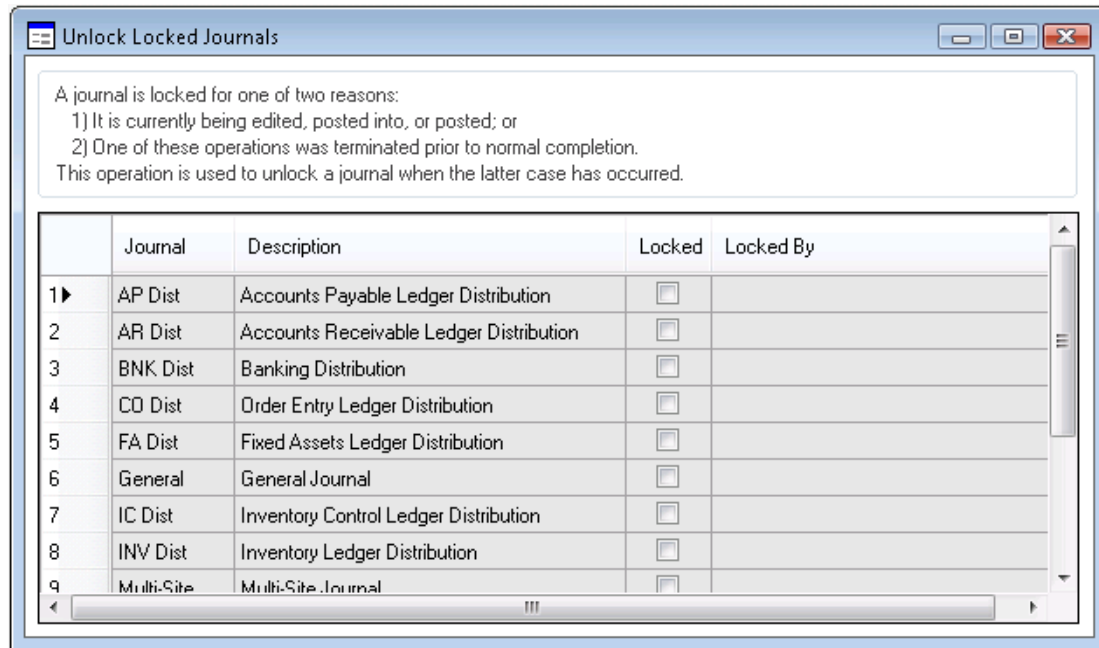 Unlock Locked Journals
A journal is locked for one of two reasons:
1) It is currently being edited, posted into, or posted; or
2) One of these operations was terminated prior to normal completion.
This operation is used to unlock a journal when the latter case has occurred.
Journal Description Locked Locked By
1 AP Dist Accounts Payable Ledger Distribution
2 AR Dist Accounts Receivable Ledger Distribution
3 BNK Dist Banking Distribution
4 CO Dist Order Entry Ledger Distribution
5 FA Dist Fixed Assets Ledger Distribution
6 General General Journal
7 IC Dist Inventory Control Ledger Distribution
8 INV Dist Inventory Ledger Distribution
9 Multi-Site Multi-Site Journal